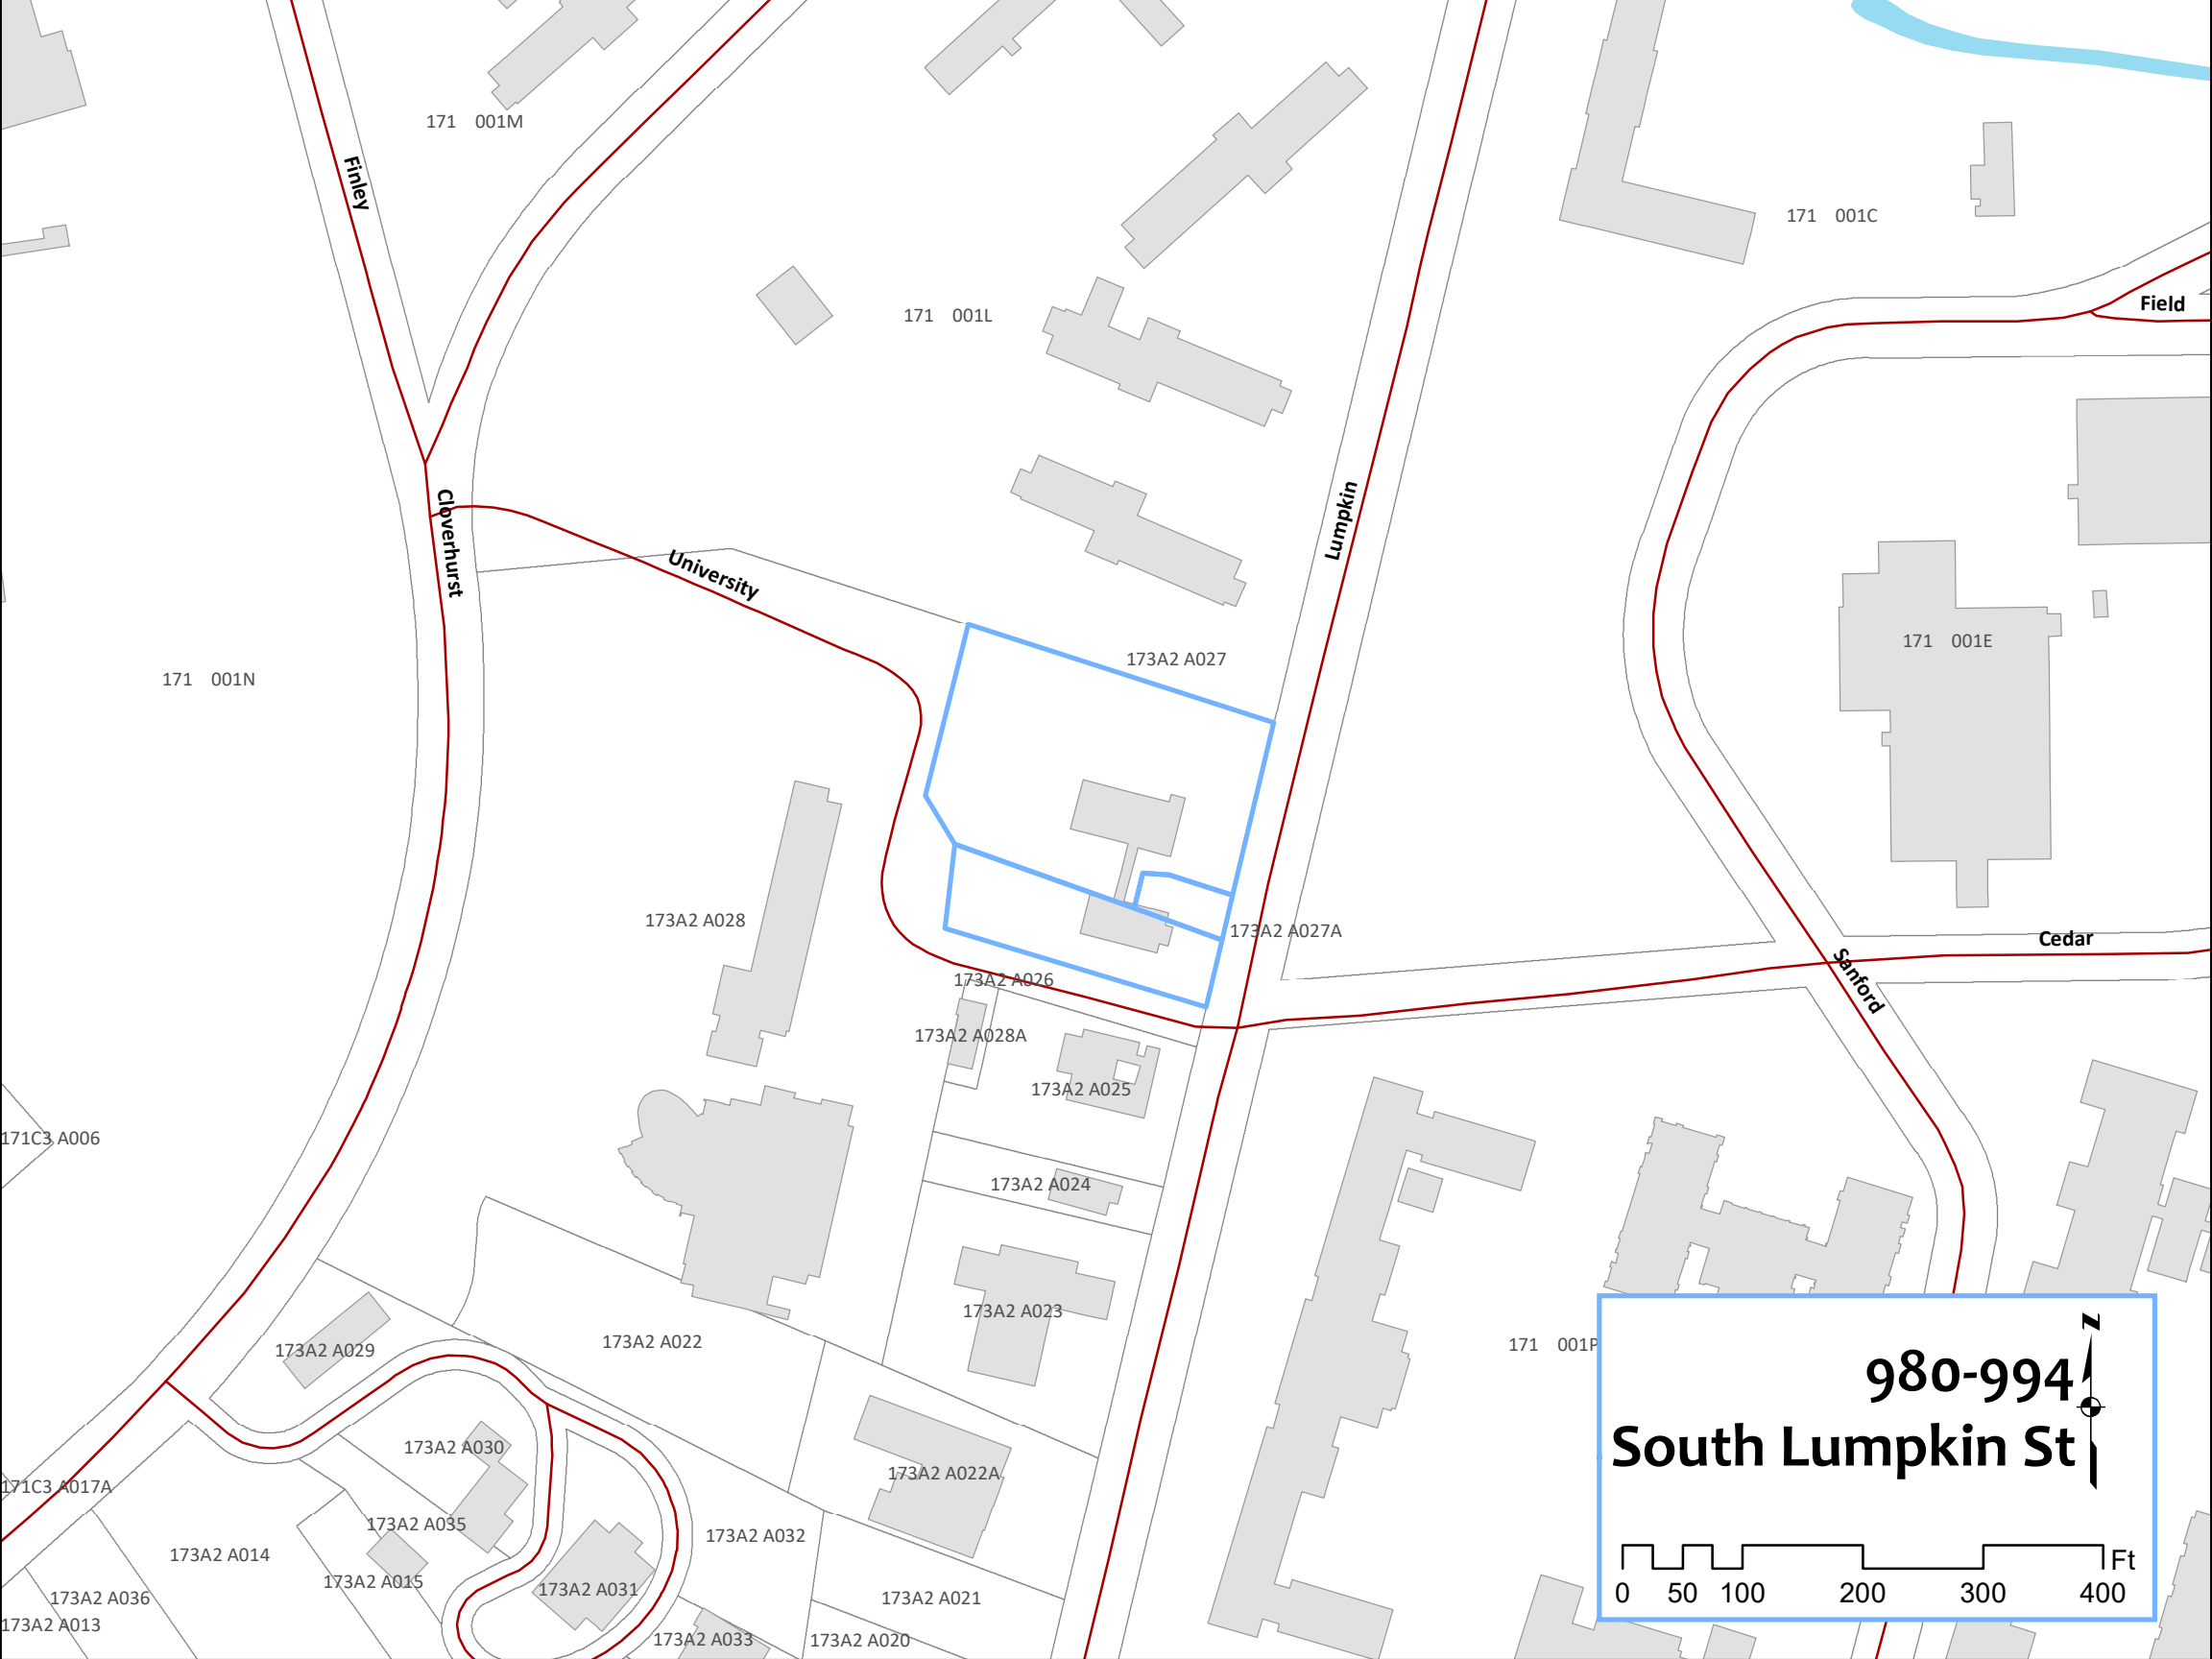 171 001M
Finley
171 001C
Field
171 001L
Lumpkin
Cloverhurst
University
171 001E
173A2 A027
171 001N
173A2 A028
173A2 A027A
Cedar
Sanford
173A2 A026
173A2 A028A
173A2 A025
171C3 A006
173A2 A024
173A2 A023
173A2 A022
173A2 A029
171 001P
173A2 A030
173A2 A022A
171C3 A017A
173A2 A035
173A2 A032
173A2 A014
173A2 A015
173A2 A031
173A2 A036
173A2 A021
173A2 A013
173A2 A033
173A2 A020
N
980-994
South Lumpkin St
Ft
0 50 100 200 300 400